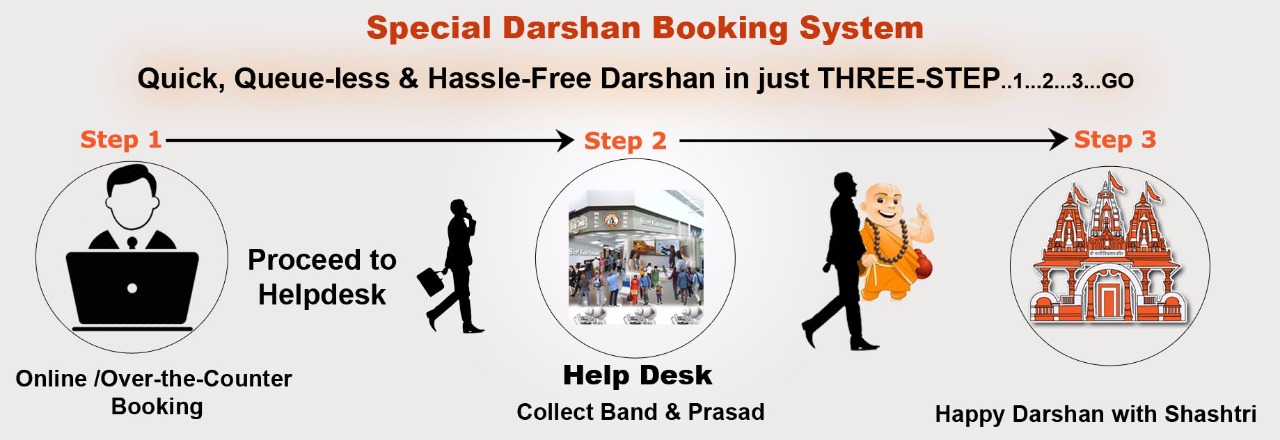 Special Darshan Booking System
Quick, Queue-less & Hassle-Free Darshan in just THREE-STEP..1...2...3...GO
Step 1
Step 2
Step 3
Proceed to
Helpdesk
Online /Over-the-Counter
Booking
Help Desk
Collect Band & Prasad
Happy Darshan with Shashtri